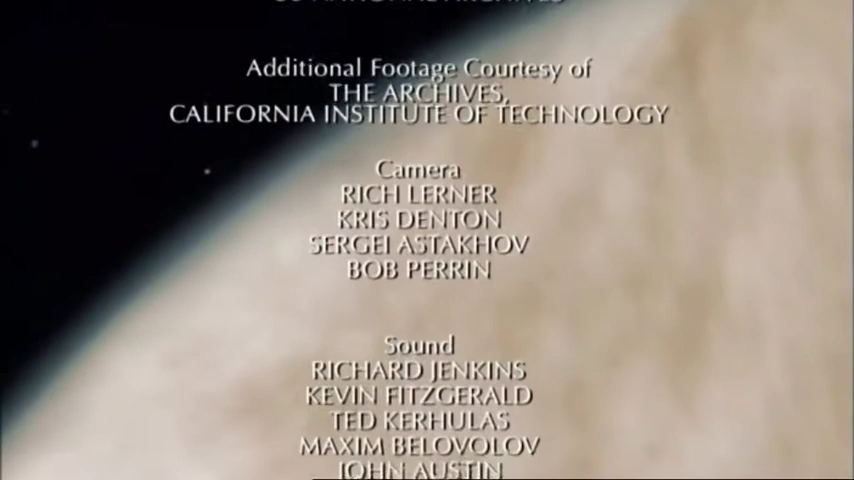 Additional Footage Courtesy of
THE ARCHIVES,
CALIFORNIA INSTITUTE OF TECHNOLOGY
Camera
RICH LERNER
KRIS DENTON
SERGEI ASTAKHOV
BOB PERRIN
Sound
RICHARD JENKINS
KEVIN FITZGERALD
TED KERHULAS
MAXIM BELOVOLOV
JOHN AUSTIN